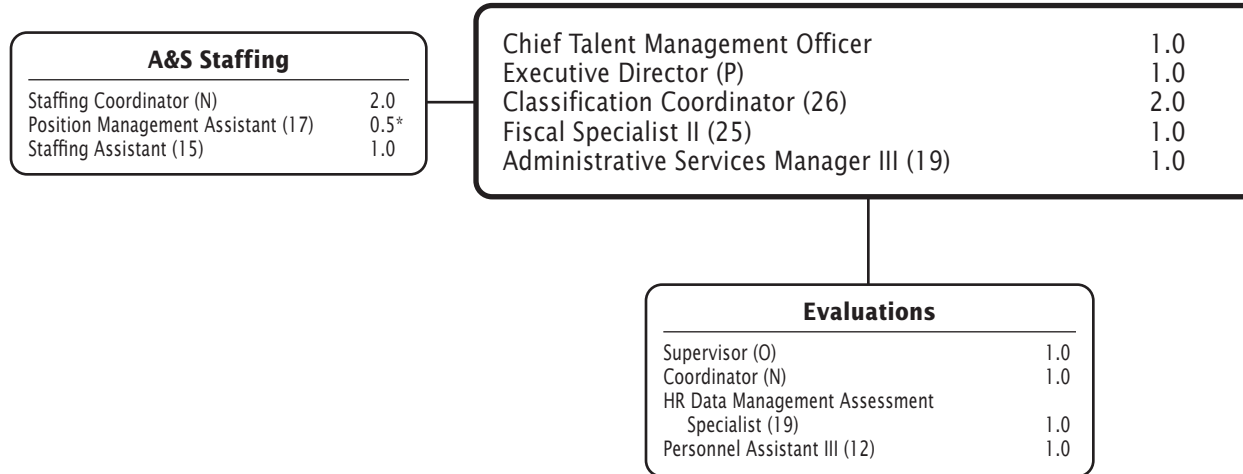 A&S Staffing
Staffing Coordinator (N) 2.0
Position Management Assistant (17) 0.5*
Staffing Assistant (15) 1.0
Chief Talent Management Officer 1.0
Executive Director (P) 1.0
Classification Coordinator (26) 2.0
Fiscal Specialist II (25) 1.0
Administrative Services Manager III (19) 1.0
Evaluations
Supervisor (O) 1.0
Coordinator (N) 1.0
HR Data Management Assessment
Specialist (19) 1.0
Personnel Assistant III (12) 1.0